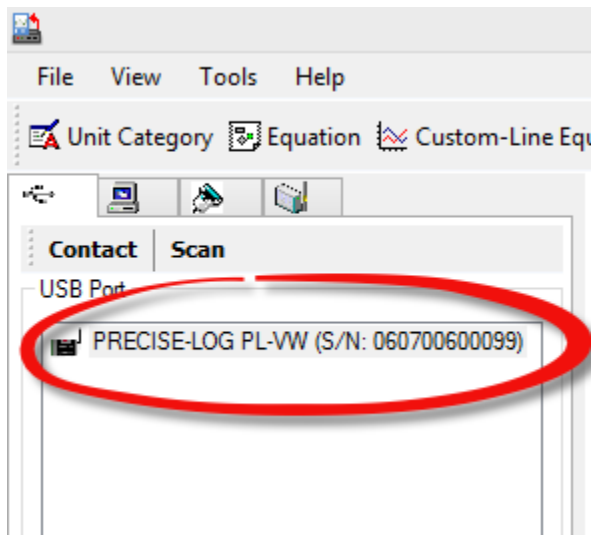 File View Tools Help
Unit Category Equation Custom-Line Equ
Contact Scan
USB Port
PRECISE-LOG PL-VW (S/N: 060700600099)